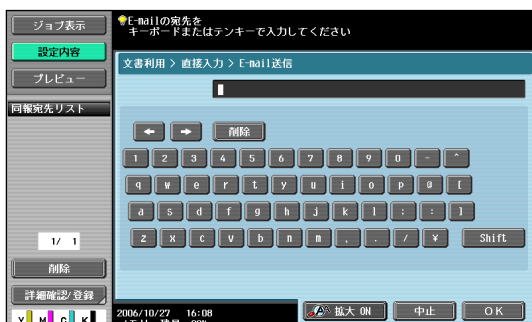 ジョブ表示
設定内容
プレビュー
同報宛先リスト
1/ 1
削除
詳細確認/登録
Y M C K
E-mailの宛先を
キーボードまたはテンキーで入力してください
文書利用 > 直接入力 > E-mail送信
← → 削除
1 2 3 4 5 6 7 8 9 0 - ^
q w e r t y u i o p @ [
a s d f g h j k l ; : ]
z x c v b n m , . / ¥ Shift
2006/10/27 16:08
拡大 ON 中止 OK